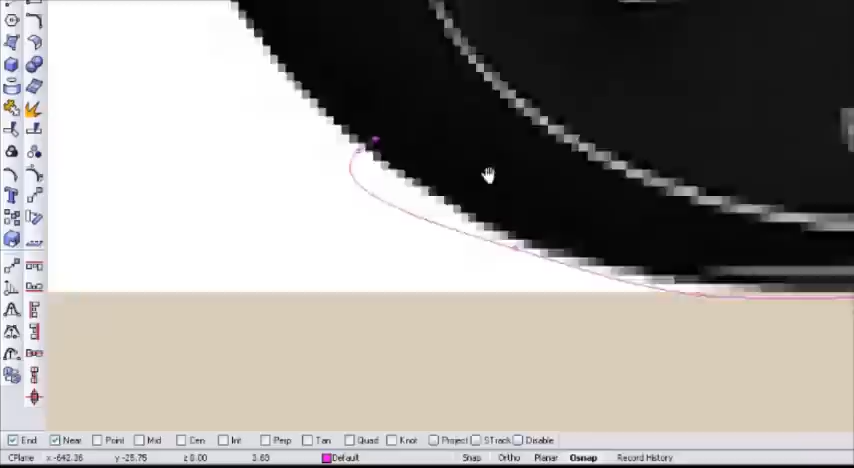 End Near Point Mid Cen Int Perp Tan Quad Knot Project STrack Disable
CPlane x -642.36 y -25.75 z 0.00 3.63 Default Snap Ortho Planar Osnap Record History